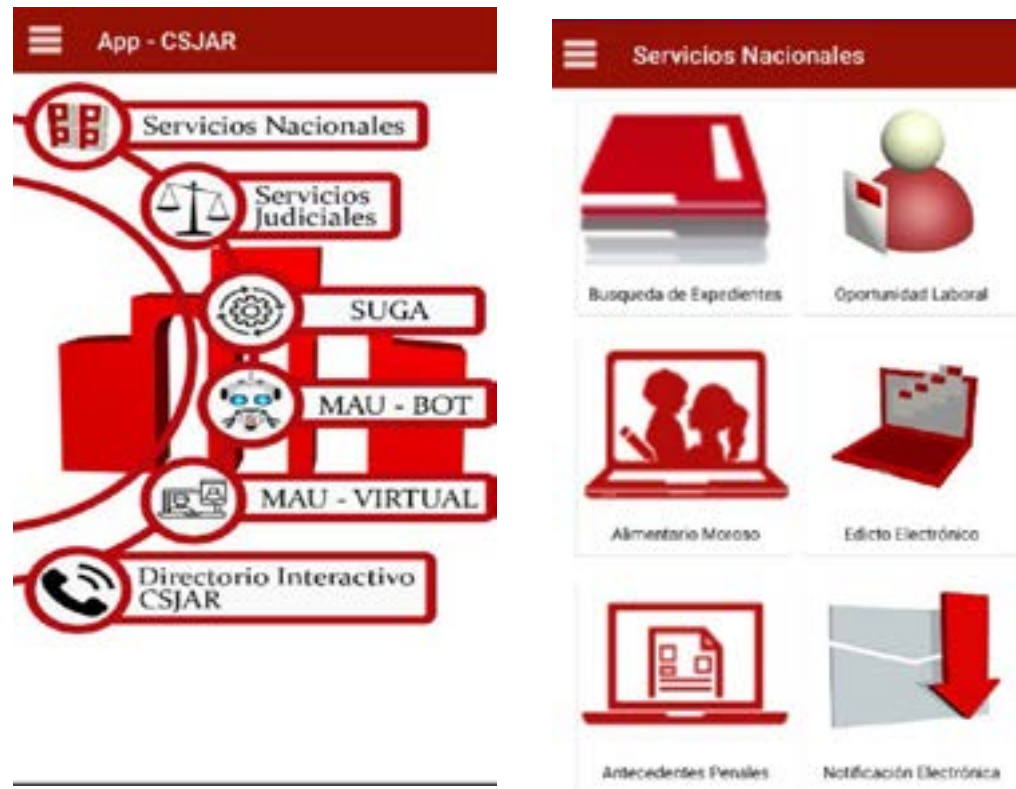 App - CSJAR
Servicios Nacionales
Servicios
Judiciales
SUGA
MAU - BOT
MAU - VIRTUAL
Directorio Interactivo
CSJAR
Servicios Nacionales
Busqueda de Expedientes
Oportunidad Laboral
Alimentario Moroso
Edicto Electrónico
Antecedentes Penales
Notificación Electrónica